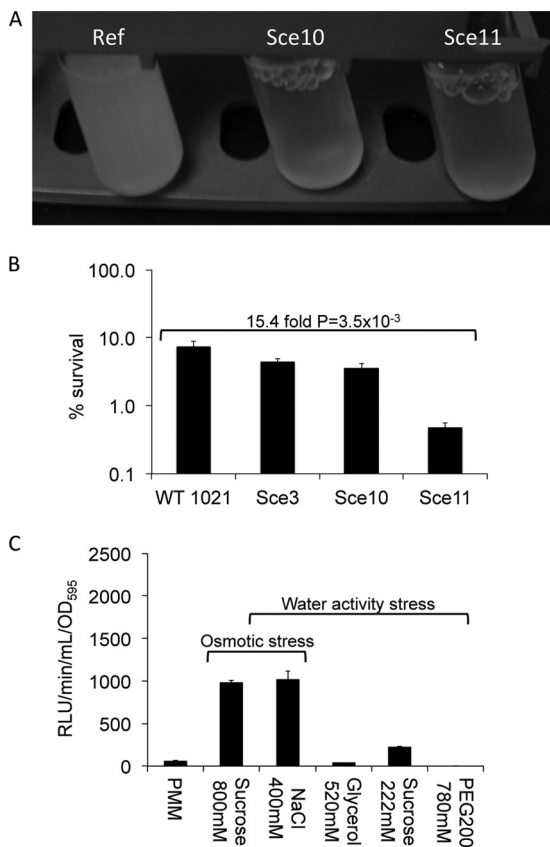 A
Ref Sce10 Sce11
B
100.0
10.0
1.0
0.1
% survival
15.4 fold P=3.5x10⁻³
WT 1021 Sce3 Sce10 Sce11
C
2500
2000
1500
1000
500
0
RLU/min/mL/OD₅₉₅
Water activity stress
Osmotic stress
PMM
Sucrose
800mM
NaCl
400mM
Glycerol
520mM
Sucrose
222mM
PEG200
780mM